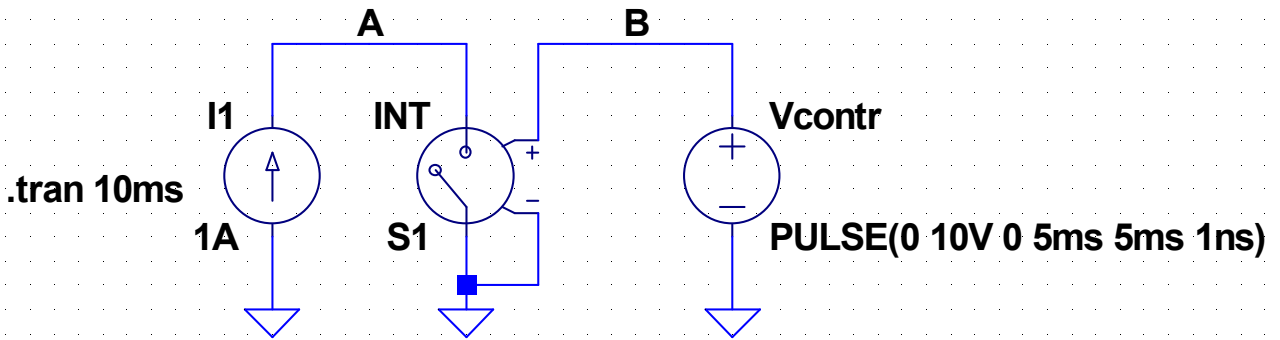 A
B
I1
INT
Vcontr
+
+
.tran 10ms
−
−
1A
S1
PULSE(0 10V 0 5ms 5ms 1ns)